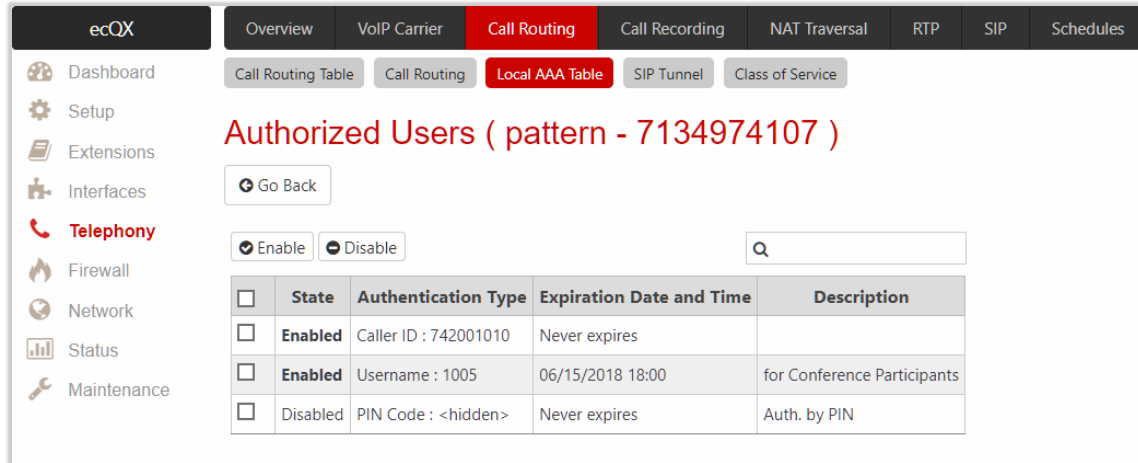 ecQX
Overview VoIP Carrier Call Routing Call Recording NAT Traversal RTP SIP Schedules
Dashboard
Setup
Extensions
Interfaces
Telephony
Firewall
Network
Status
Maintenance
Call Routing Table Call Routing Local AAA Table SIP Tunnel Class of Service
Authorized Users ( pattern - 7134974107 )
Go Back
Enable Disable
State Authentication Type Expiration Date and Time Description
Enabled Caller ID : 742001010 Never expires
Enabled Username : 1005 06/15/2018 18:00 for Conference Participants
Disabled PIN Code : <hidden> Never expires Auth. by PIN